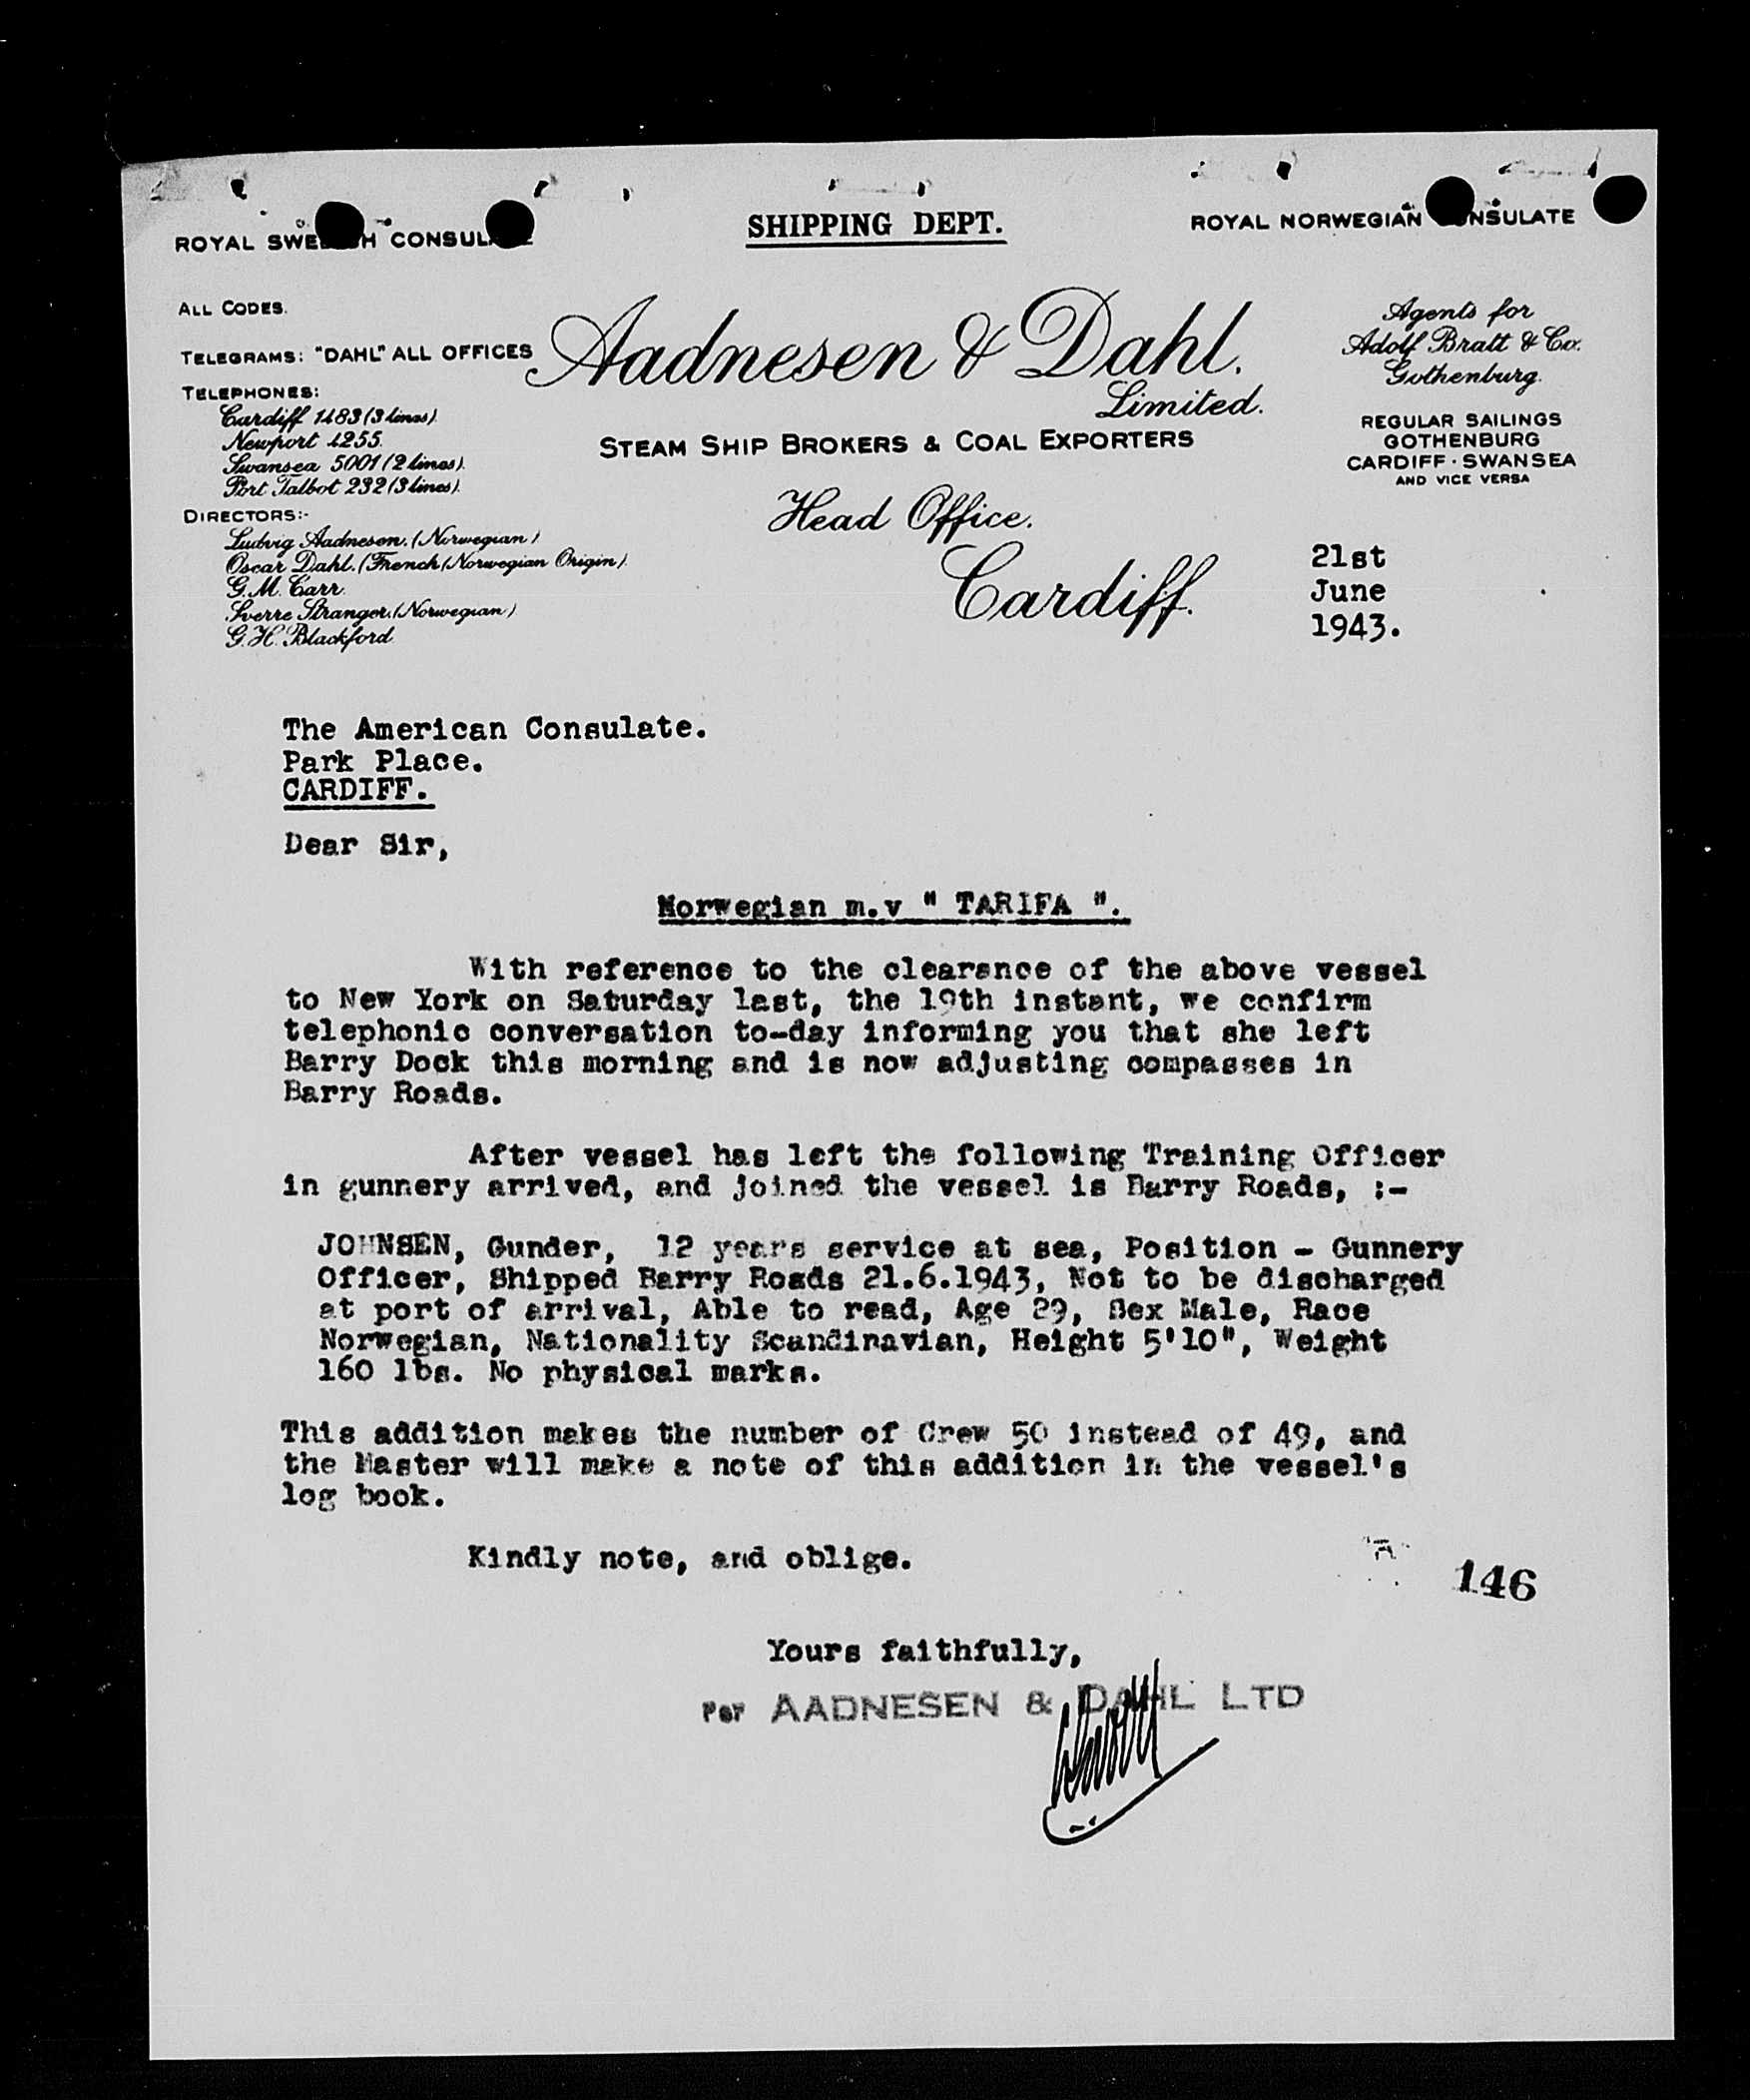 ROYAL SWEDISH CONSULATE
SHIPPING DEPT.
ROYAL NORWEGIAN CONSULATE
ALL CODES.
TELEGRAMS: "DAHL" ALL OFFICES
TELEPHONES:
Cardiff 1483 (3 lines).
Newport 4255.
Swansea 5001 (2 lines).
Port Talbot 232 (3 lines).
DIRECTORS:-
Ludvig Aadnesen. (Norwegian)
Oscar Dahl. (French (Norwegian Origin).
G.M. Carr.
Sverre Stranger. (Norwegian)
G.H. Blackford.
Aadnesen & Dahl.
Limited.
STEAM SHIP BROKERS & COAL EXPORTERS
Head Office.
Cardiff.
Agents for
Adolf Bratt & Co.
Gothenburg.
REGULAR SAILINGS
GOTHENBURG
CARDIFF · SWANSEA
AND VICE VERSA
21st
June
1943.
The American Consulate.
Park Place.
CARDIFF.
Dear Sir,
Norwegian m.v " TARIFA ".
With reference to the clearance of the above vessel
to New York on Saturday last, the 19th instant, we confirm
telephonic conversation to-day informing you that she left
Barry Dock this morning and is now adjusting compasses in
Barry Roads.
After vessel has left the following Training Officer
in gunnery arrived, and joined the vessel is Barry Roads, :-
JOHNSEN, Gunder, 12 years service at sea, Position - Gunnery
Officer, Shipped Barry Roads 21.6.1943, Not to be discharged
at port of arrival, Able to read, Age 29, Sex Male, Race
Norwegian, Nationality Scandinavian, Height 5'10", Weight
160 lbs. No physical marks.
This addition makes the number of Crew 50 instead of 49, and
the Master will make a note of this addition in the vessel's
log book.
Kindly note, and oblige.
146
Yours faithfully,
Per AADNESEN & DAHL LTD